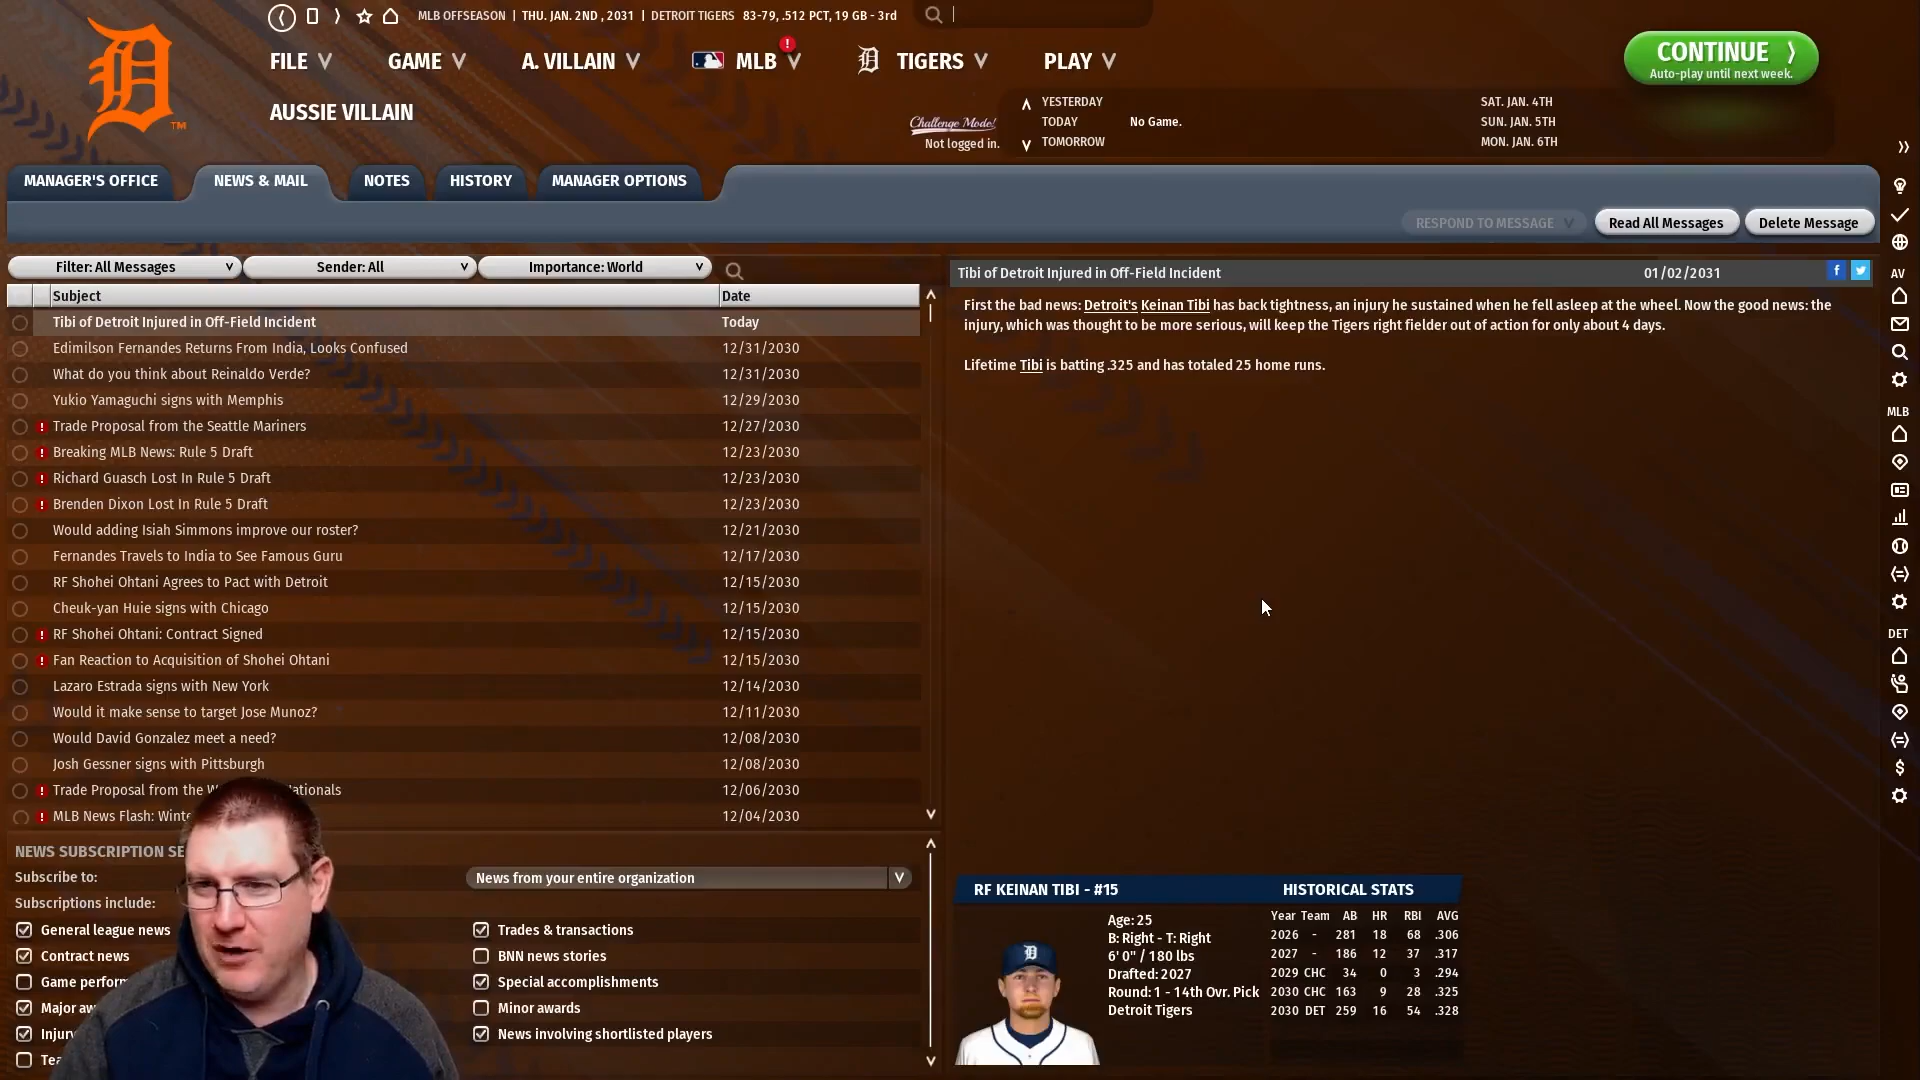 MLB OFFSEASON | THU. JAN. 2ND , 2031 | DETROIT TIGERS 83-79, .512 PCT, 19 GB - 3rd
FILE GAME A. VILLAIN MLB TIGERS PLAY
CONTINUE
Auto-play until next week.
AUSSIE VILLAIN
Challenge Mode!
Not logged in.
YESTERDAY
TODAY No Game.
TOMORROW
SAT. JAN. 4TH
SUN. JAN. 5TH
MON. JAN. 6TH
MANAGER'S OFFICE NEWS & MAIL NOTES HISTORY MANAGER OPTIONS
RESPOND TO MESSAGE Read All Messages Delete Message
Filter: All Messages Sender: All Importance: World
Subject Date
Tibi of Detroit Injured in Off-Field Incident Today
Edimilson Fernandes Returns From India, Looks Confused 12/31/2030
What do you think about Reinaldo Verde? 12/31/2030
Yukio Yamaguchi signs with Memphis 12/29/2030
! Trade Proposal from the Seattle Mariners 12/27/2030
! Breaking MLB News: Rule 5 Draft 12/23/2030
! Richard Guasch Lost In Rule 5 Draft 12/23/2030
! Brenden Dixon Lost In Rule 5 Draft 12/23/2030
Would adding Isiah Simmons improve our roster? 12/21/2030
Fernandes Travels to India to See Famous Guru 12/17/2030
RF Shohei Ohtani Agrees to Pact with Detroit 12/15/2030
Cheuk-yan Huie signs with Chicago 12/15/2030
! RF Shohei Ohtani: Contract Signed 12/15/2030
! Fan Reaction to Acquisition of Shohei Ohtani 12/15/2030
Lazaro Estrada signs with New York 12/14/2030
Would it make sense to target Jose Munoz? 12/11/2030
Would David Gonzalez meet a need? 12/08/2030
Josh Gessner signs with Pittsburgh 12/08/2030
! Trade Proposal from the W ationals 12/06/2030
! MLB News Flash: Winte 12/04/2030
NEWS SUBSCRIPTION SE
Subscribe to: News from your entire organization
Subscriptions include:
General league news Trades & transactions
Contract news BNN news stories
Game perforn Special accomplishments
Major aw Minor awards
Injury News involving shortlisted players
Tea
Tibi of Detroit Injured in Off-Field Incident 01/02/2031
First the bad news: Detroit's Keinan Tibi has back tightness, an injury he sustained when he fell asleep at the wheel. Now the good news: the
injury, which was thought to be more serious, will keep the Tigers right fielder out of action for only about 4 days.
Lifetime Tibi is batting .325 and has totaled 25 home runs.
RF KEINAN TIBI - #15 HISTORICAL STATS
Age: 25
B: Right - T: Right
6' 0" / 180 lbs
Drafted: 2027
Round: 1 - 14th Ovr. Pick
Detroit Tigers
Year Team AB HR RBI AVG
2026 - 281 18 68 .306
2027 - 186 12 37 .317
2029 CHC 34 0 3 .294
2030 CHC 163 9 28 .325
2030 DET 259 16 54 .328
AV
MLB
DET